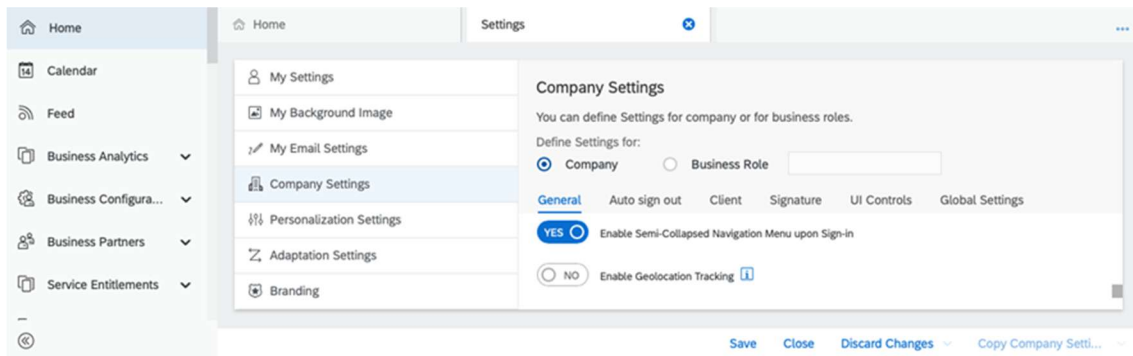 Home
Calendar
14
Feed
Business Analytics
Business Configura...
Business Partners
Service Entitlements
Home
Settings
...
My Settings
My Background Image
My Email Settings
Company Settings
Personalization Settings
Adaptation Settings
Branding
Company Settings
You can define Settings for company or for business roles.
Define Settings for:
Company Business Role
General Auto sign out Client Signature UI Controls Global Settings
YES Enable Semi-Collapsed Navigation Menu upon Sign-in
NO Enable Geolocation Tracking i
Save Close Discard Changes Copy Company Setti...